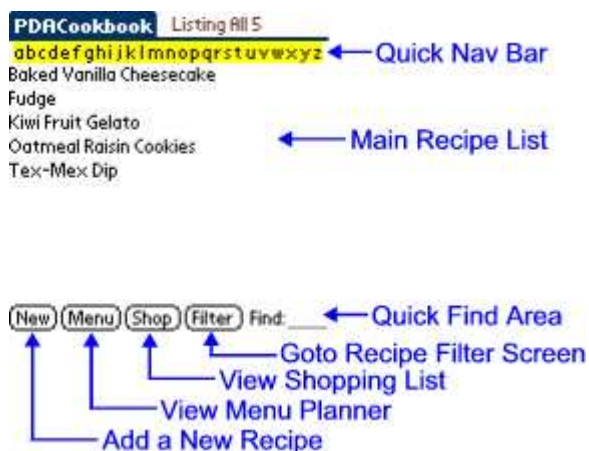 PDACookbook Listing All 5
abcdefghijklmnopqrstuvwxyz Quick Nav Bar
Baked Vanilla Cheesecake
Fudge
Kiwi Fruit Gelato
Oatmeal Raisin Cookies Main Recipe List
Tex-Mex Dip
New Menu Shop Filter Find: Quick Find Area
Goto Recipe Filter Screen
View Shopping List
View Menu Planner
Add a New Recipe